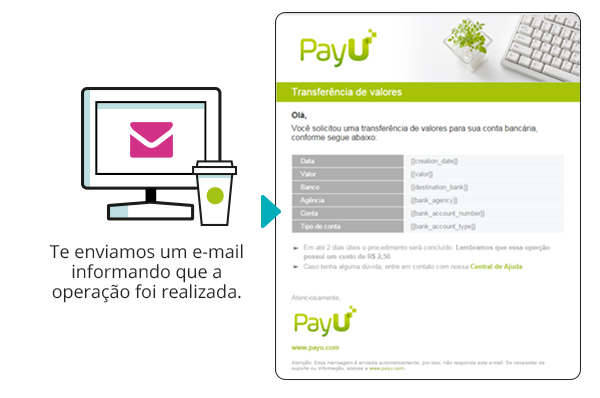 PayU
Transferência de valores
Olá,
Você solicitou uma transferência de valores para sua conta bancária,
conforme segue abaixo:
Data {{creation_date}}
Valor {{valor}}
Banco {{destination_bank}}
Agência {{bank_agency}}
Conta {{bank_account_number}}
Tipo de conta {{bank_account_type}}
Em até 2 dias úteis o procedimento será concluído. Lembramos que essa operção
possui um custo de R$ 2,50.
Caso tenha alguma dúvida, entre em contato com nossa Central de Ajuda.
Atenciosamente,
PayU
www.payu.com
Atenção: Essa mensagem é enviada automaticamente, por isso, não responda este e-mail. Se necessitar de
suporte ou informação, acesse a www.payu.com
Te enviamos um e-mail
informando que a
operação foi realizada.